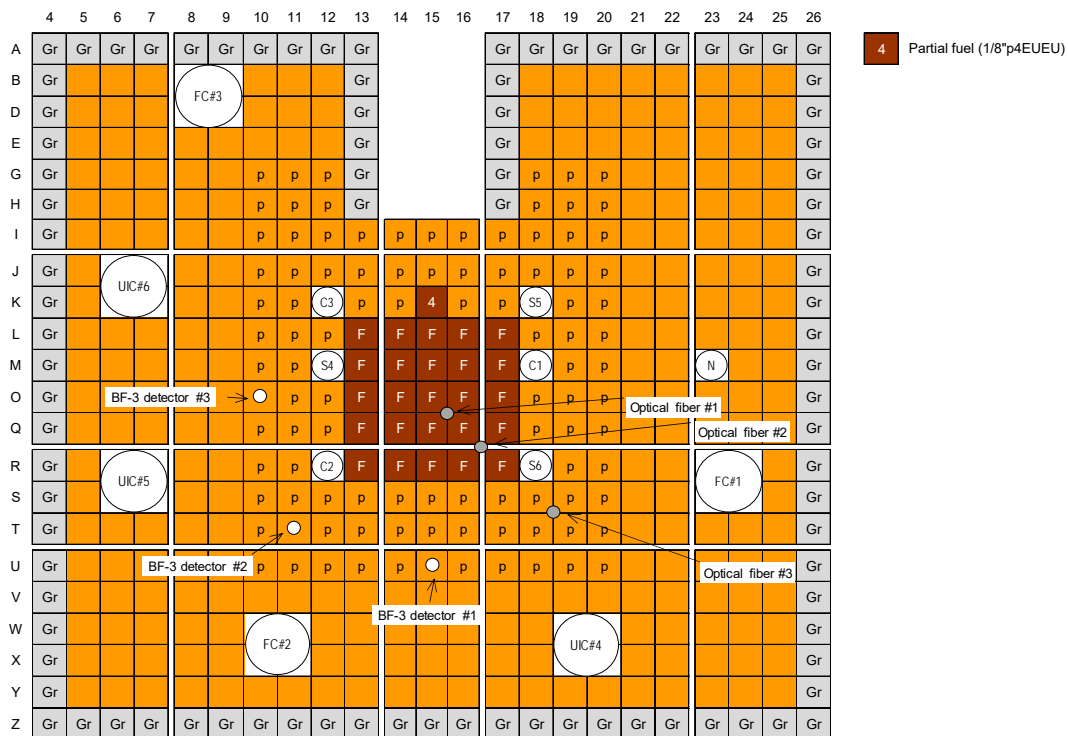 4 5 6 7 8 9 10 11 12 13 14 15 16 17 18 19 20 21 22 23 24 25 26
A Gr Gr Gr Gr Gr Gr Gr Gr Gr Gr Gr Gr Gr Gr Gr Gr Gr Gr Gr Gr
4 Partial fuel (1/8"p4EUEU)
B Gr Gr Gr Gr
FC#3
D Gr Gr Gr Gr
E Gr Gr Gr Gr
G Gr p p p Gr Gr p p p Gr
H Gr p p p Gr Gr p p p Gr
I Gr p p p p p p p p p p p Gr
J Gr p p p p p p p p p p p Gr
UIC#6
K Gr p p C3 p p 4 p p S5 p p Gr
L Gr p p p F F F F F p p p Gr
M Gr p p S4 F F F F F C1 p p N Gr
O Gr BF-3 detector #3 p p F F F F F p p p Gr
Optical fiber #1
Q Gr p p p F F F F F p p p Gr
Optical fiber #2
R Gr p p C2 F F F F F S6 p p Gr
UIC#5 FC#1
S Gr p p p p p p p p p p p Gr
T Gr p p p p p p p p p p Gr
U Gr BF-3 detector #2 p p p p p p p p p p Optical fiber #3 Gr
V Gr Gr
BF-3 detector #1
W Gr Gr
FC#2 UIC#4
X Gr Gr
Y Gr Gr
Z Gr Gr Gr Gr Gr Gr Gr Gr Gr Gr Gr Gr Gr Gr Gr Gr Gr Gr Gr Gr Gr Gr Gr